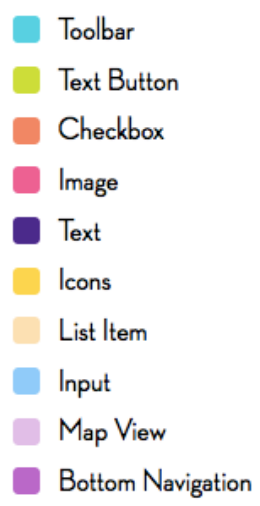 Toolbar
Text Button
Checkbox
Image
Text
Icons
List Item
Input
Map View
Bottom Navigation